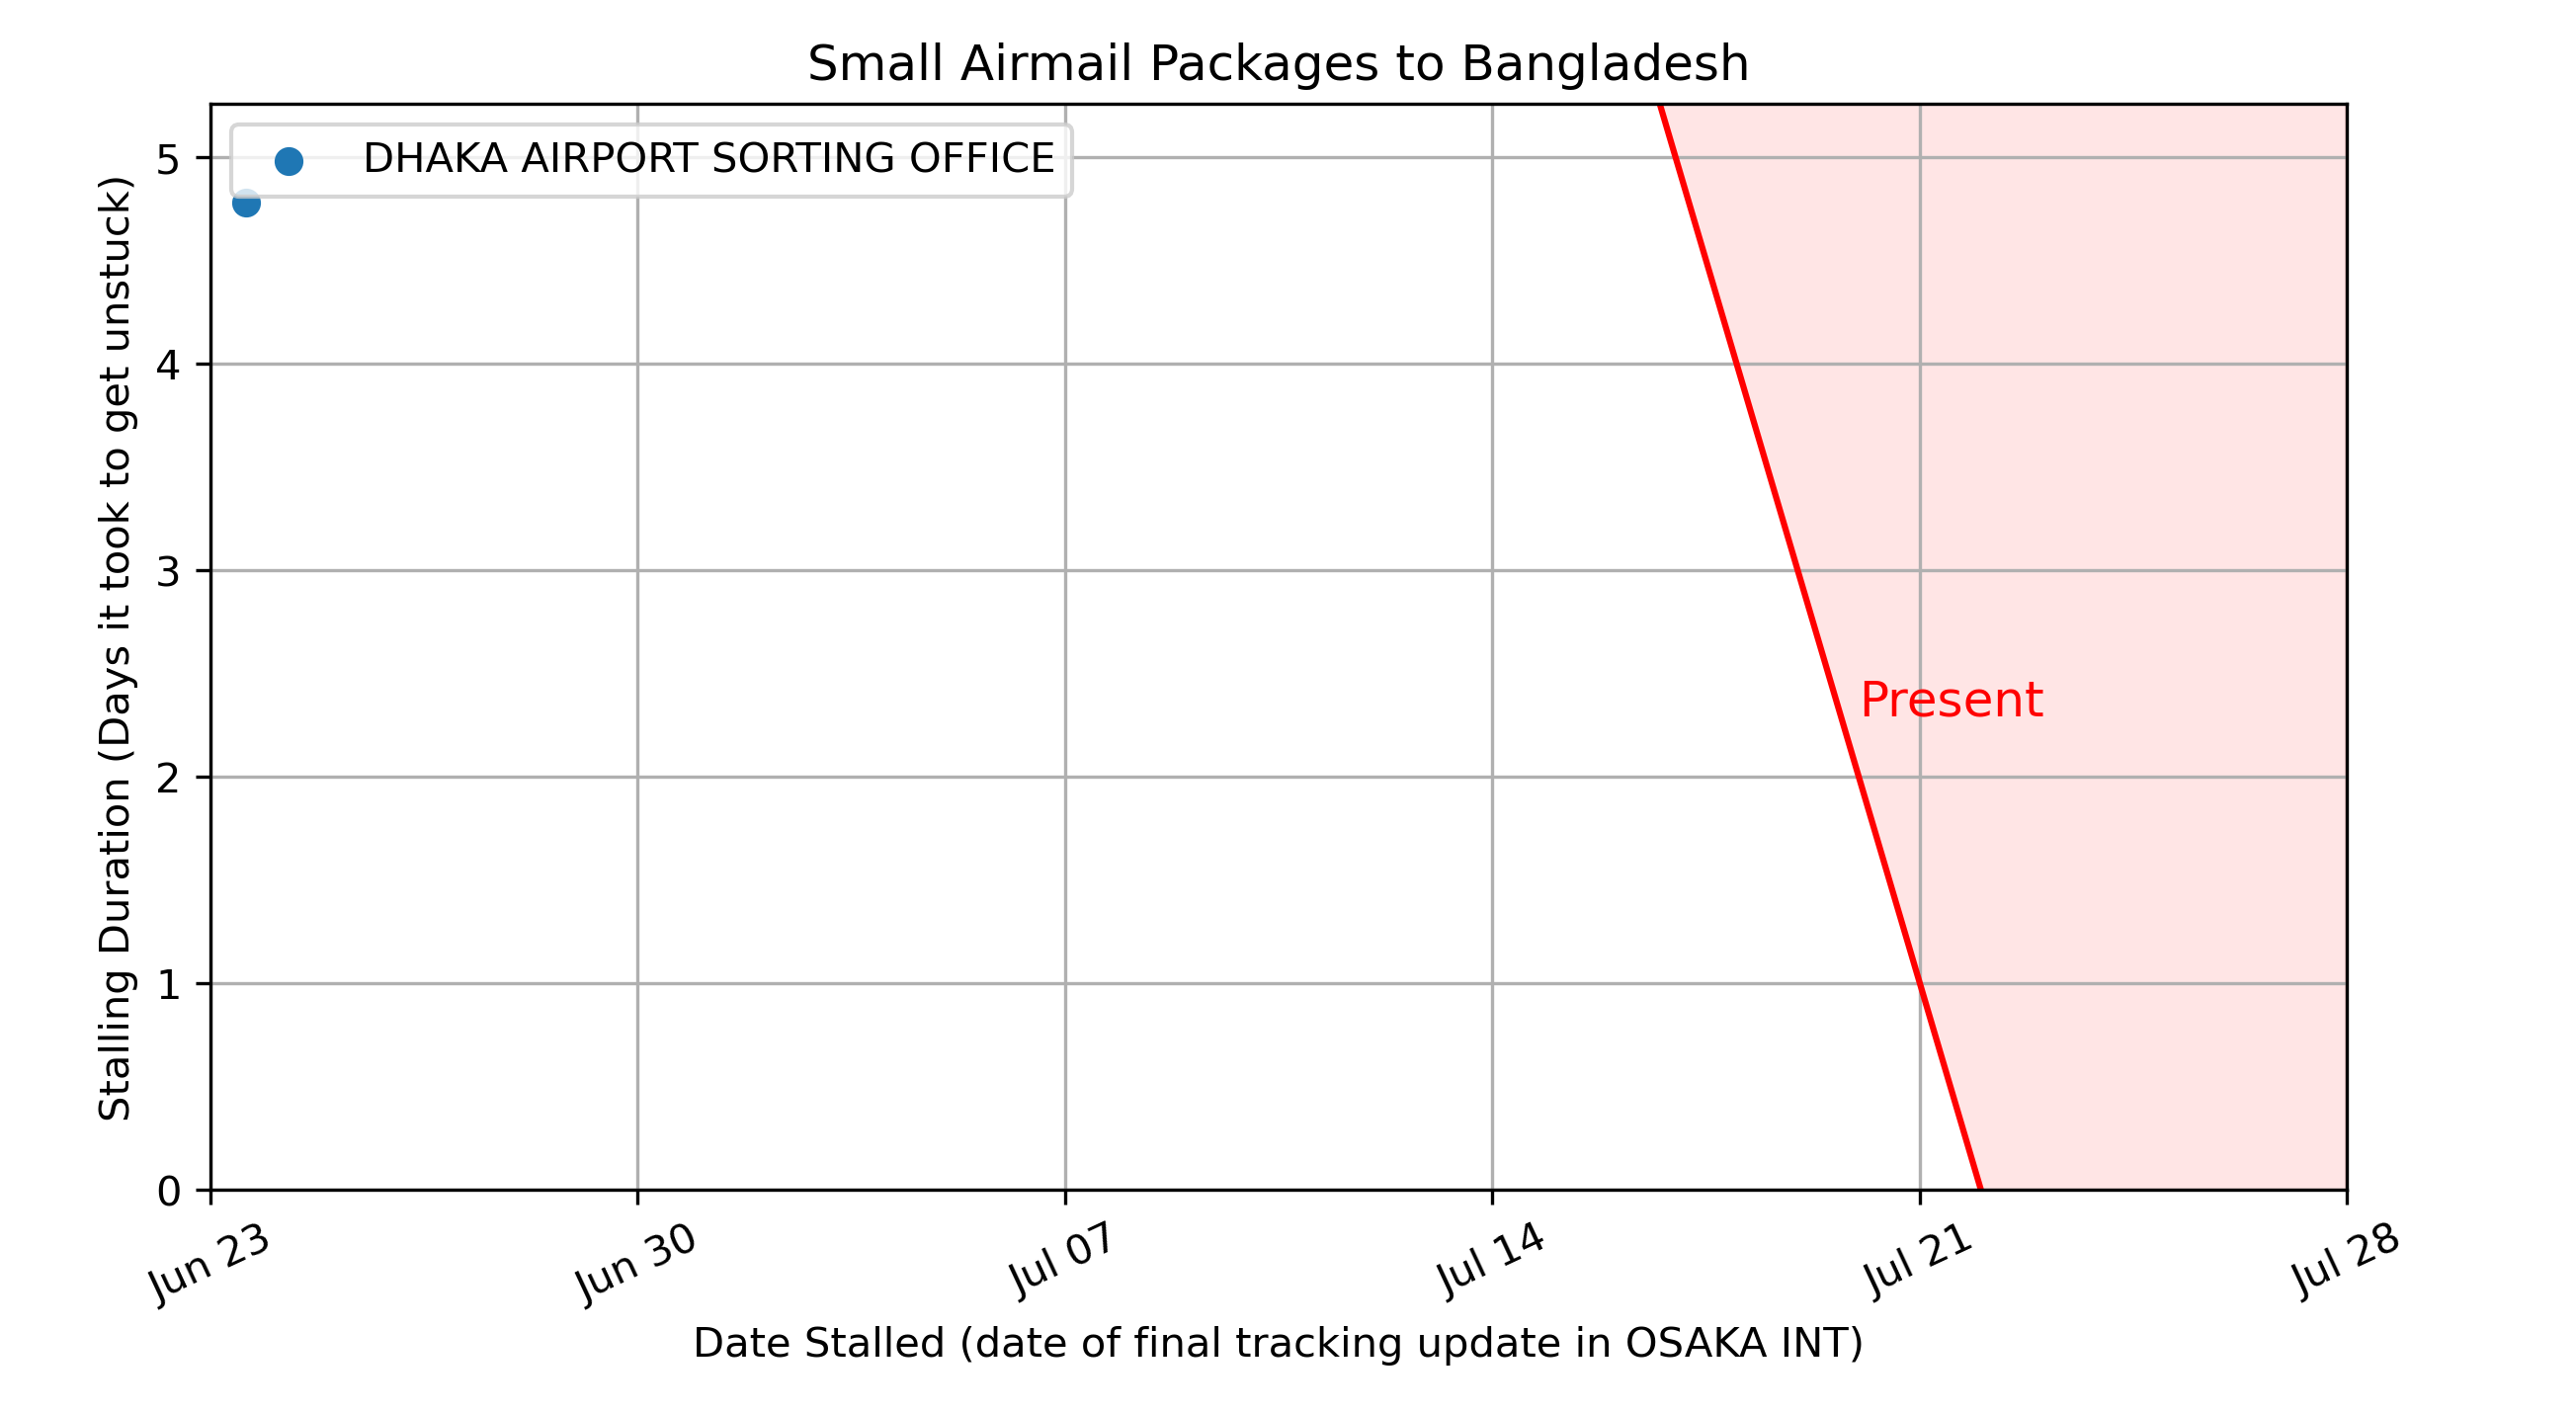 Small Airmail Packages to Bangladesh
DHAKA AIRPORT SORTING OFFICE
Stalling Duration (Days it took to get unstuck)
5
4
3
2
1
0
Present
Jun 23
Jun 30
Jul 07
Jul 14
Jul 21
Jul 28
Date Stalled (date of final tracking update in OSAKA INT)